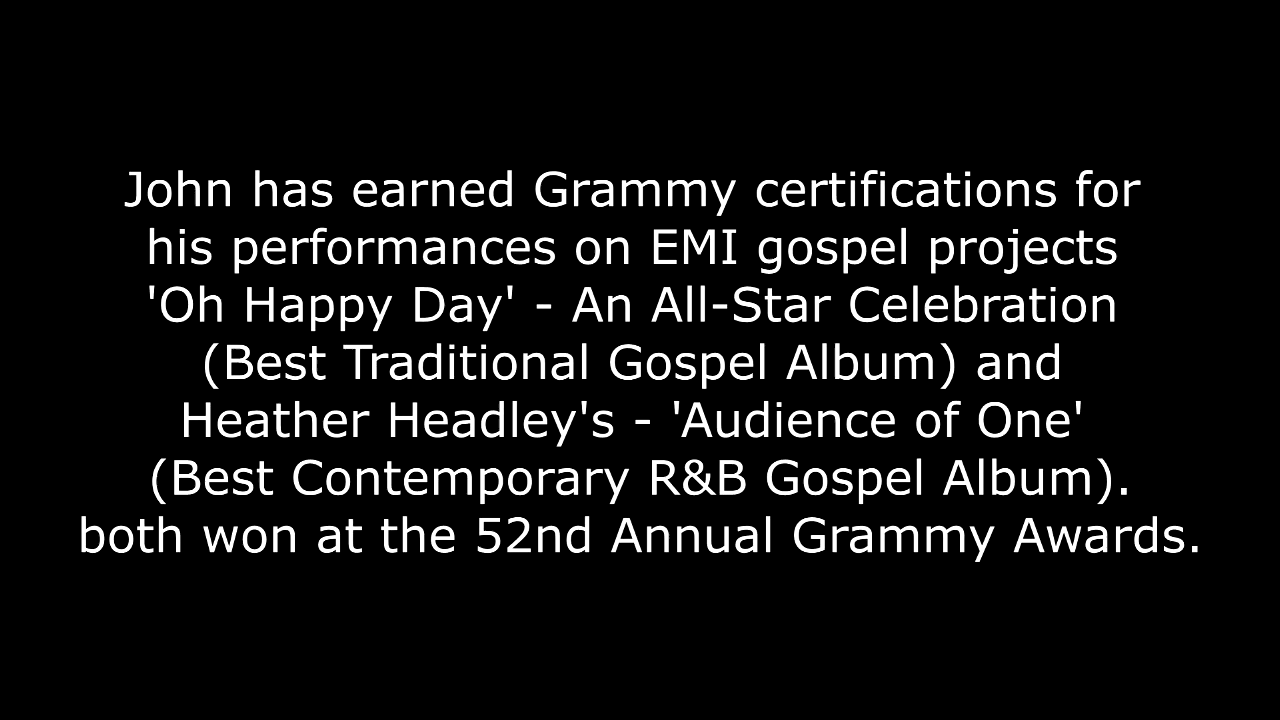 John has earned Grammy certifications for
his performances on EMI gospel projects
'Oh Happy Day' - An All-Star Celebration
(Best Traditional Gospel Album) and
Heather Headley's - 'Audience of One'
(Best Contemporary R&B Gospel Album).
both won at the 52nd Annual Grammy Awards.